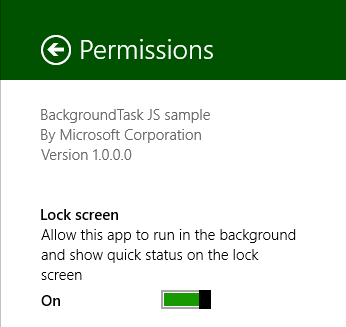 Permissions
BackgroundTask JS sample
By Microsoft Corporation
Version 1.0.0.0
Lock screen
Allow this app to run in the background
and show quick status on the lock
screen
On